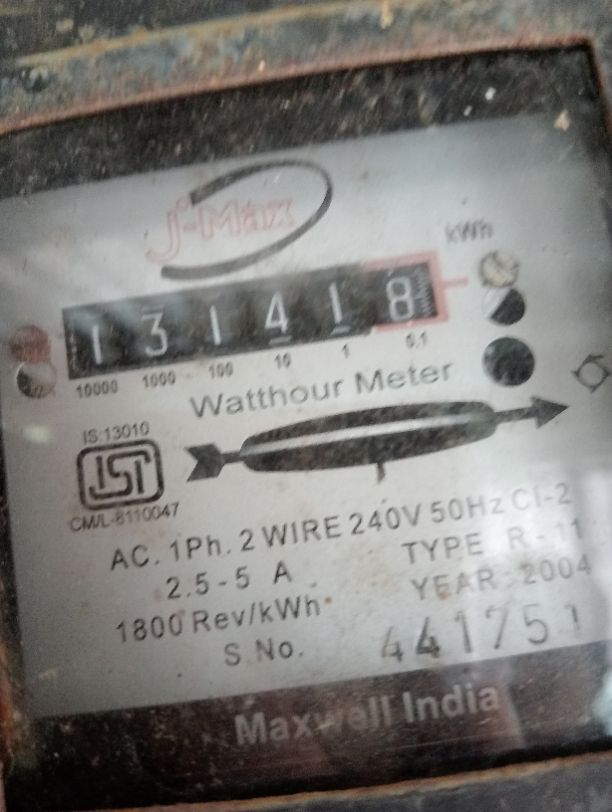 J-Max
kWh
1 3 1 4 1 8
10000 1000 100 10 1 0.1
Watthour Meter
IS:13010
ISI
CM/L-8110047
AC. 1Ph. 2 WIRE 240V 50Hz Cl-2
2.5-5 A TYPE R-11
1800 Rev/kWh YEAR: 2004
S No. 441751
Maxwell India